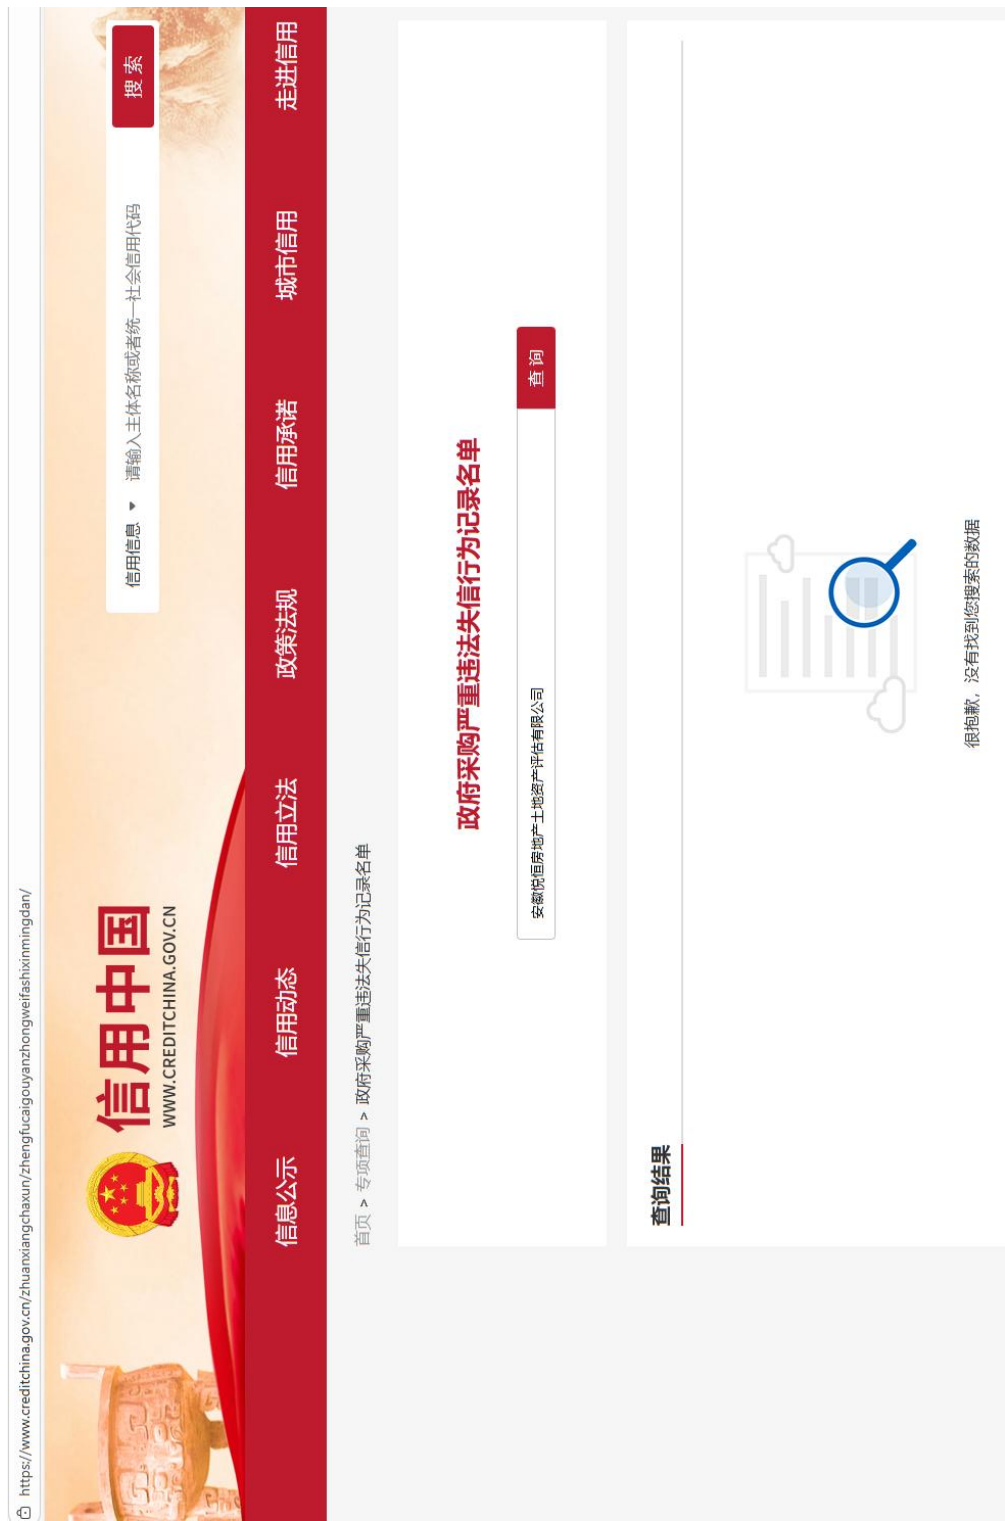 https://www.creditchina.gov.cn/zhuanxiangchaxun/zhengfucaigouyanzhongweifashixinmingdan/
信用中国
WWW.CREDITCHINA.GOV.CN
信用信息 请输入主体名称或者统一社会信用代码 搜索
信息公示 信用动态 信用立法 政策法规 信用承诺 城市信用 走进信用
首页 > 专项查询 > 政府采购严重违法失信行为记录名单
政府采购严重违法失信行为记录名单
安徽悦恒房地产土地资产评估有限公司 查询
查询结果
很抱歉，没有找到您搜索的数据